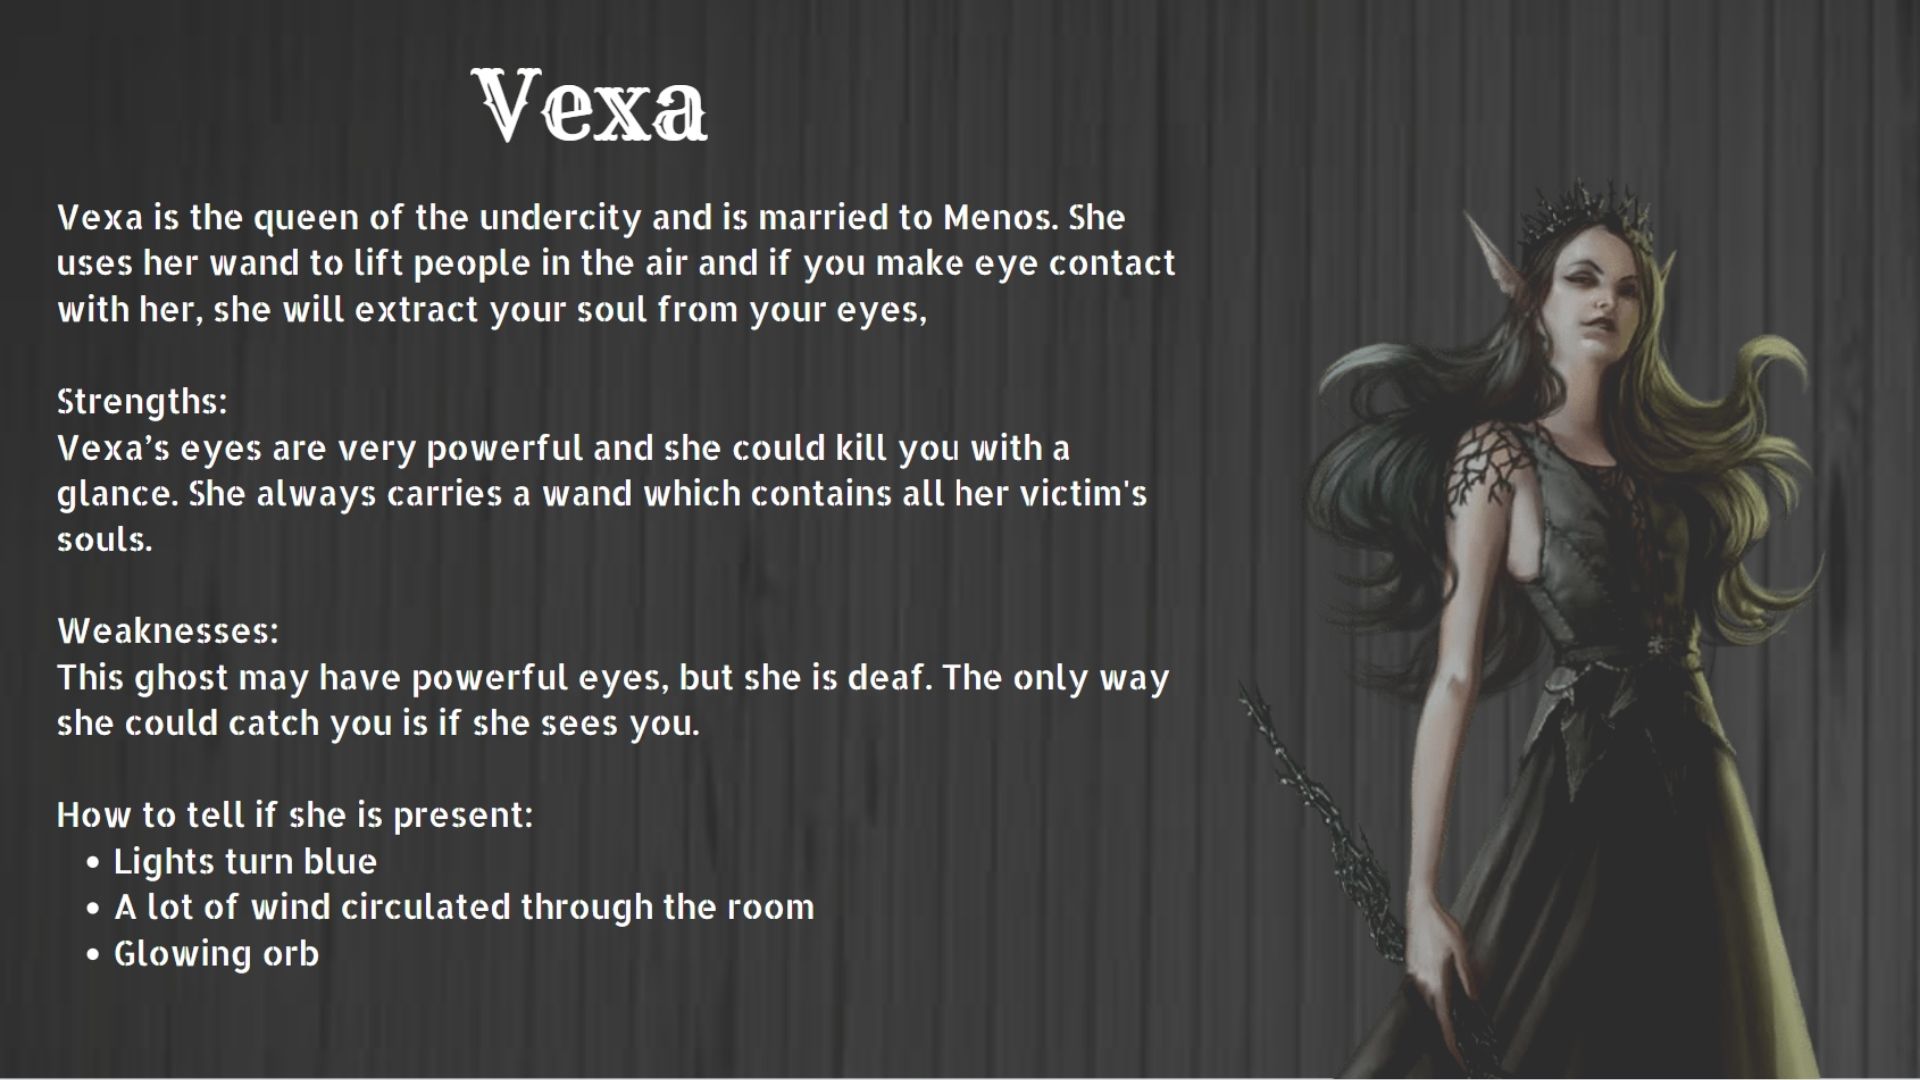 Vexa
Vexa is the queen of the undercity and is married to Menos. She
uses her wand to lift people in the air and if you make eye contact
with her, she will extract your soul from your eyes,
Strengths:
Vexa’s eyes are very powerful and she could kill you with a
glance. She always carries a wand which contains all her victim's
souls.
Weaknesses:
This ghost may have powerful eyes, but she is deaf. The only way
she could catch you is if she sees you.
How to tell if she is present:
• Lights turn blue
• A lot of wind circulated through the room
• Glowing orb